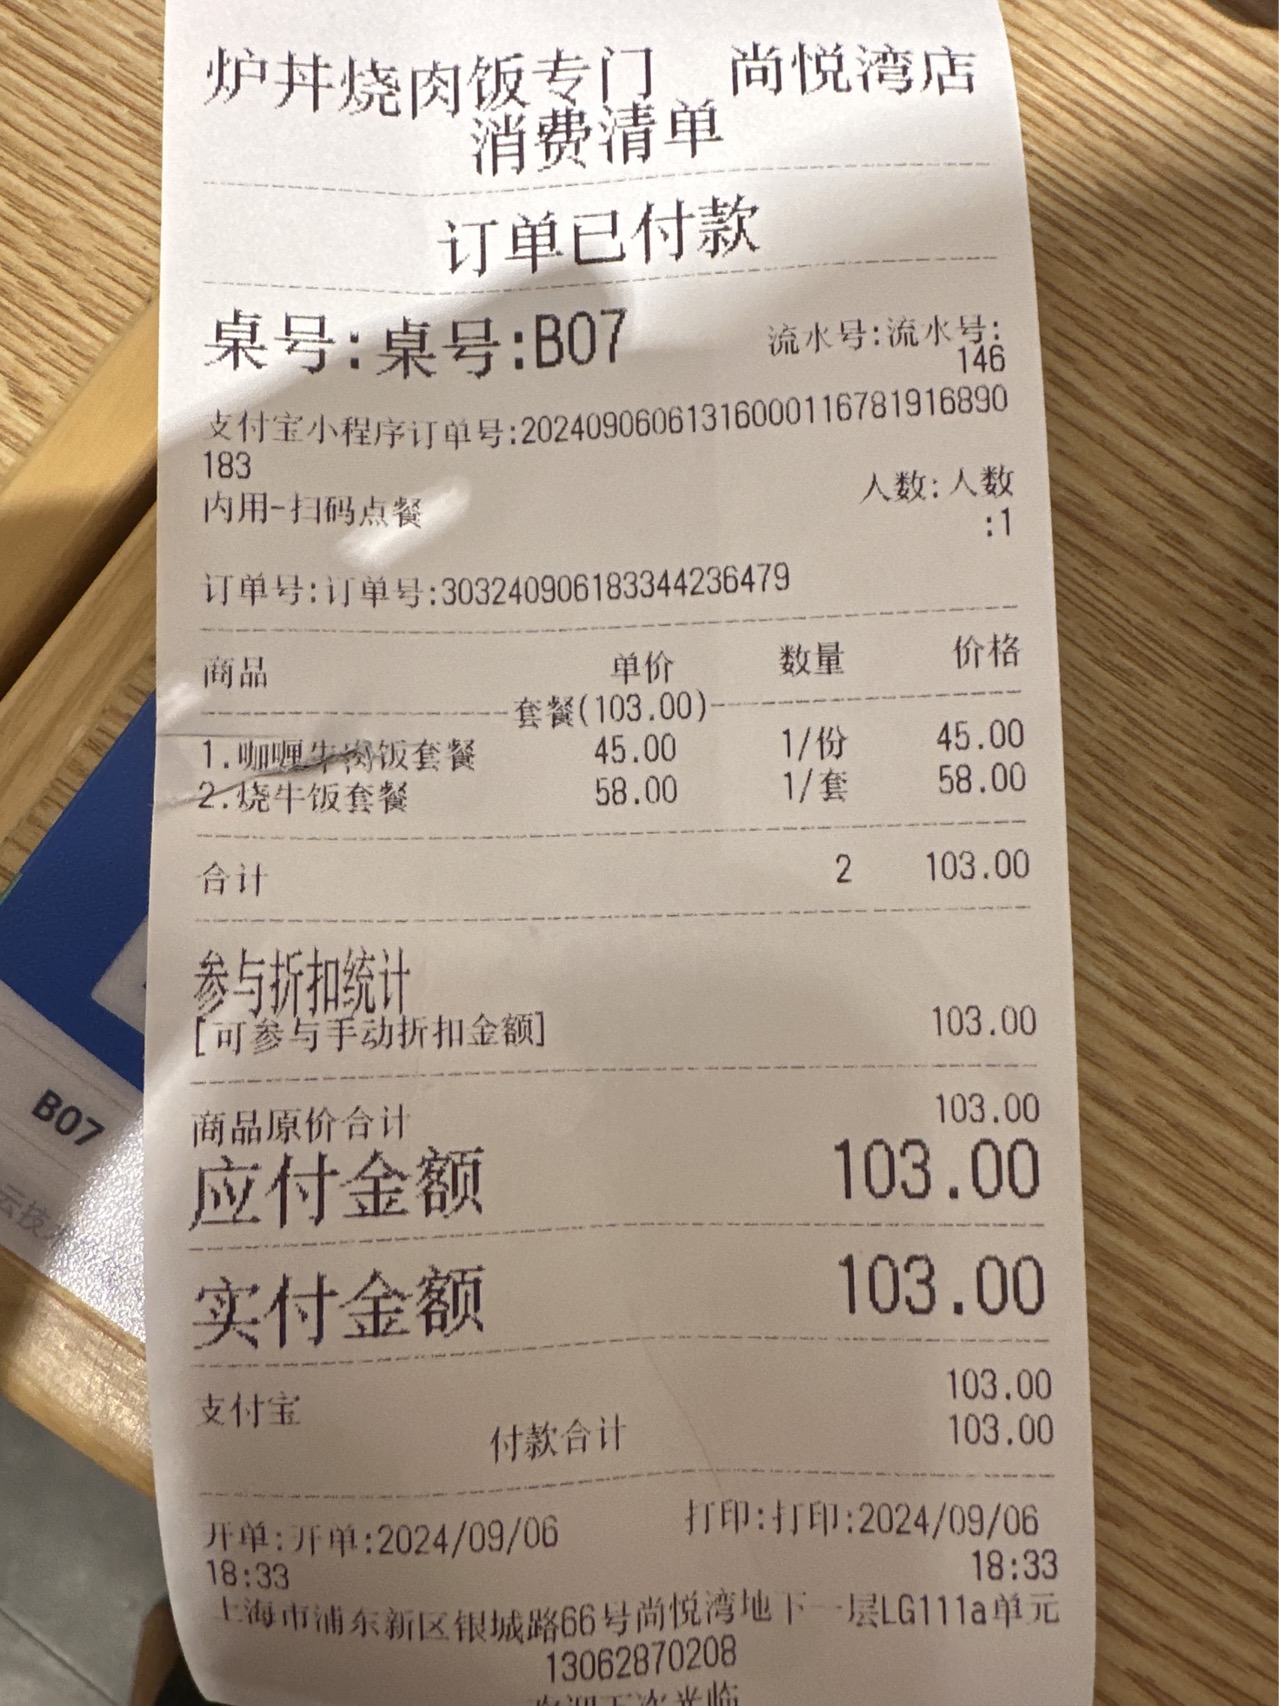 炉丼烧肉饭专门 尚悦湾店
消费清单
订单已付款
桌号:桌号:B07 流水号:流水号:
146
支付宝小程序订单号:2024090606131600011678191689​0
183
内用-扫码点餐 人数:人数
:1
订单号:订单号:303240906183344236479
商品 单价 数量 价格
套餐(103.00)
1.咖喱牛肉饭套餐 45.00 1/份 45.00
2.烧牛饭套餐 58.00 1/套 58.00
合计 2 103.00
参与折扣统计
[可参与手动折扣金额] 103.00
商品原价合计 103.00
应付金额 103.00
实付金额 103.00
支付宝 103.00
付款合计 103.00
开单:开单:2024/09/06 打印:打印:2024/09/06
18:33 18:33
上海市浦东新区银城路66号尚悦湾地下一层LG111a单元
13062870208
欢迎下次光临
B07